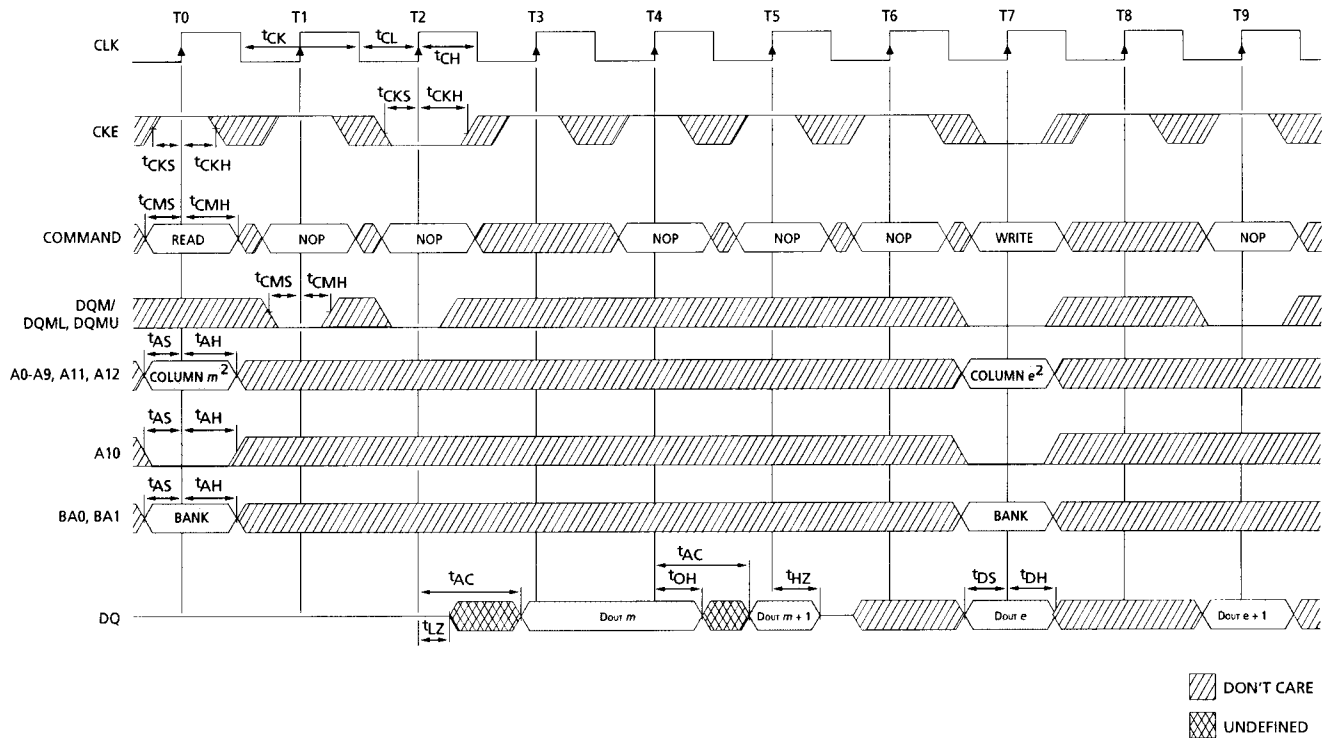 T0 T1 T2 T3 T4 T5 T6 T7 T8 T9
CLK
tCK tCL
tCH
tCKS tCKH
CKE
tCKS tCKH
tCMS tCMH
COMMAND READ NOP NOP NOP NOP NOP WRITE NOP
tCMS tCMH
DQM/
DQML, DQMU
tAS tAH
A0-A9, A11, A12 COLUMN m2 COLUMN e2
tAS tAH
A10
tAS tAH
BA0, BA1 BANK BANK
tAC tAC
tOH tHZ tDS tDH
DQ DOUT m DOUT m + 1 DOUT e DOUT e + 1
tLZ
DON'T CARE
UNDEFINED